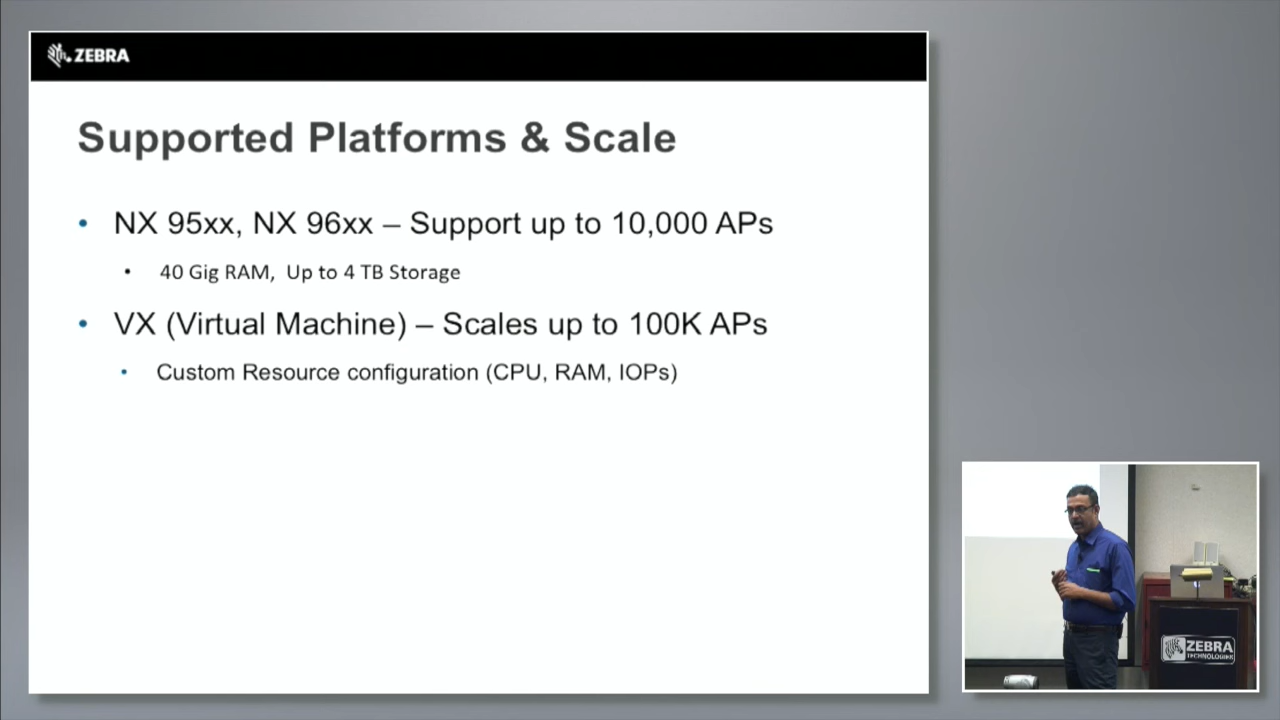 ZEBRA
Supported Platforms & Scale
• NX 95xx, NX 96xx – Support up to 10,000 APs
• 40 Gig RAM, Up to 4 TB Storage
• VX (Virtual Machine) – Scales up to 100K APs
• Custom Resource configuration (CPU, RAM, IOPs)
ZEBRA
TECHNOLOGIES